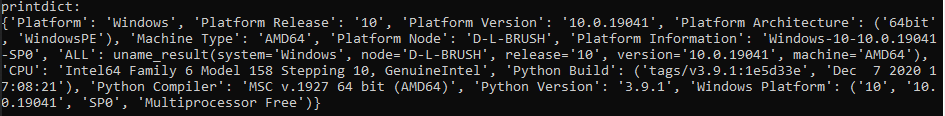 printdict:
{'Platform': 'Windows', 'Platform Release': '10', 'Platform Version': '10.0.19041', 'Platform Architecture': ('64bit'
, 'WindowsPE'), 'Machine Type': 'AMD64', 'Platform Node': 'D-L-BRUSH', 'Platform Information': 'Windows-10-10.0.19041
-SP0', 'ALL': uname_result(system='Windows', node='D-L-BRUSH', release='10', version='10.0.19041', machine='AMD64'),
'CPU': 'Intel64 Family 6 Model 158 Stepping 10, GenuineIntel', 'Python Build': ('tags/v3.9.1:1e5d33e', 'Dec  7 2020 1
7:08:21'), 'Python Compiler': 'MSC v.1927 64 bit (AMD64)', 'Python Version': '3.9.1', 'Windows Platform': ('10', '10.
0.19041', 'SP0', 'Multiprocessor Free')}